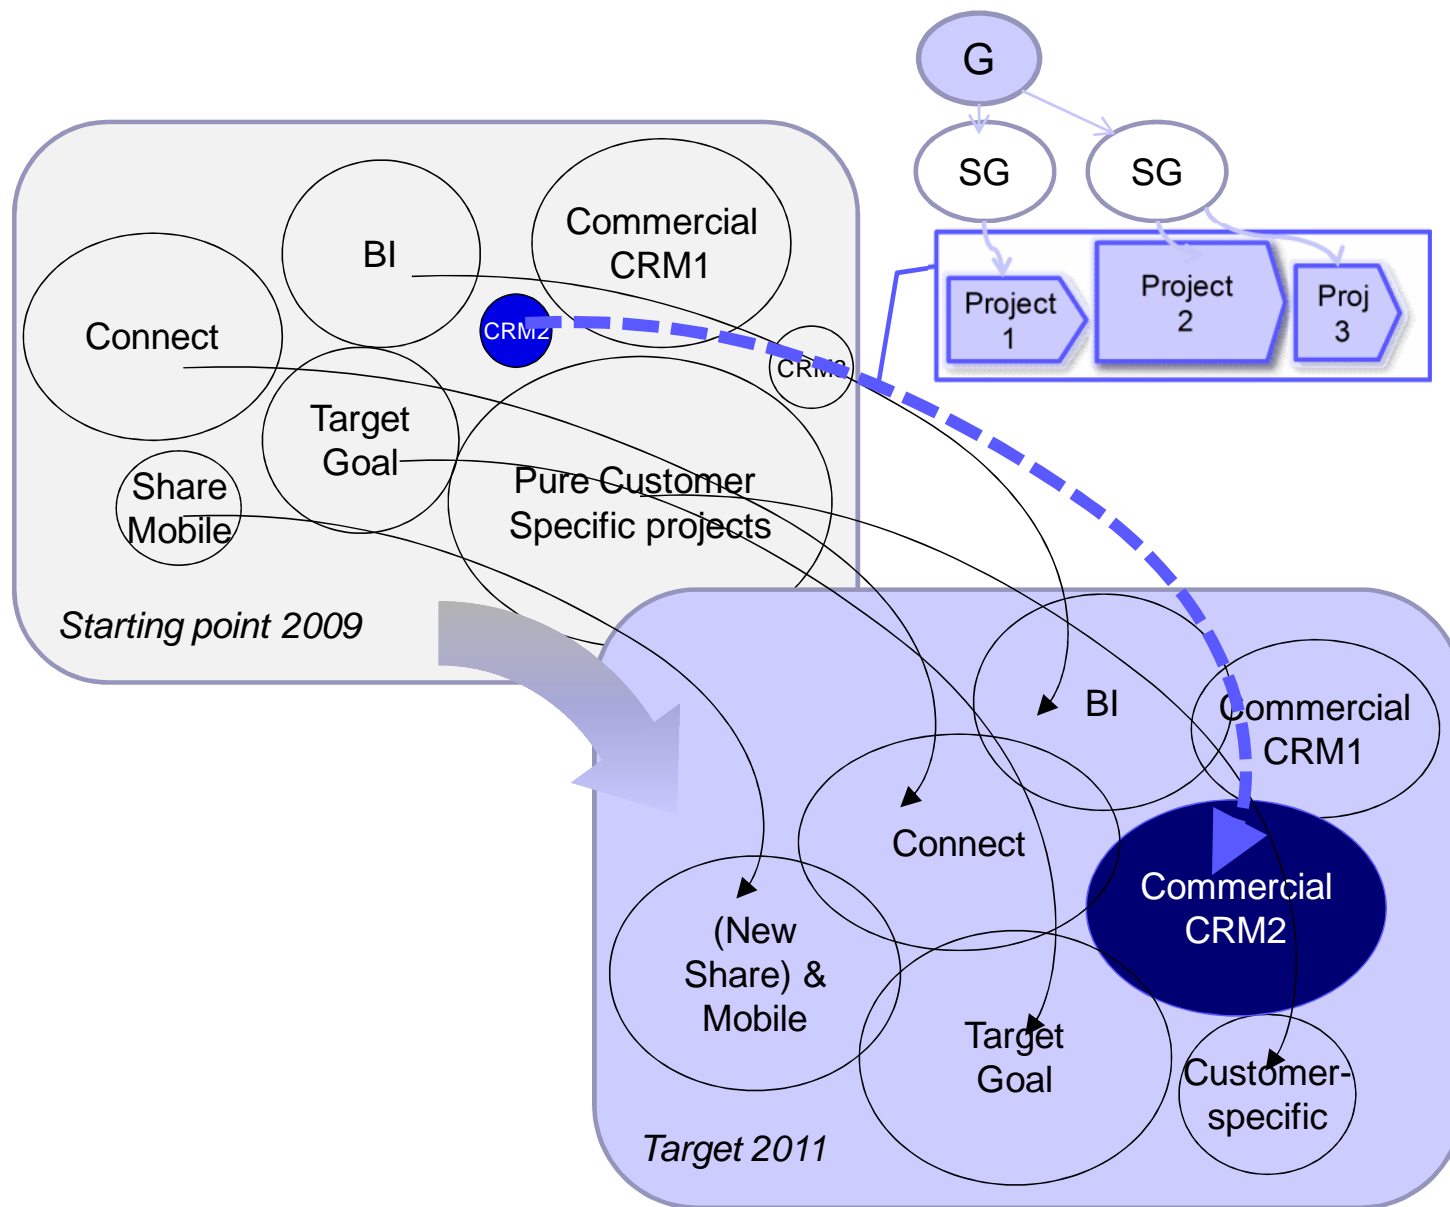 G
SG
SG
Project
1
Project
2
Proj
3
BI
Commercial
CRM1
Connect
CRM2
CRM3
Target
Goal
Share
Mobile
Pure Customer
Specific projects
Starting point 2009
BI
Commercial
CRM1
Connect
Commercial
CRM2
(New
Share) &
Mobile
Target
Goal
Customer-
specific
Target 2011